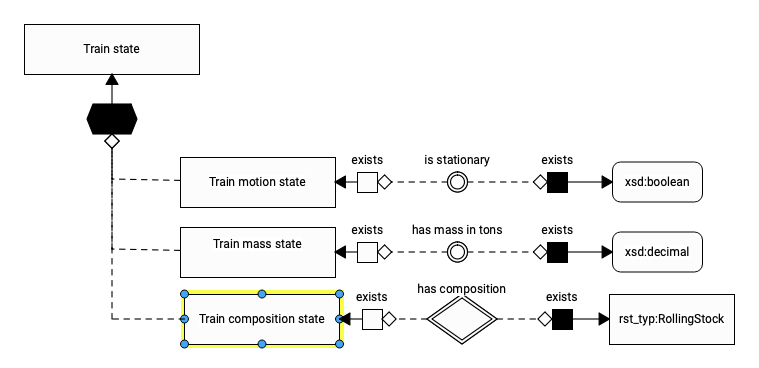 Train state
exists
is stationary
exists
Train motion state
xsd:boolean
exists
has mass in tons
exists
Train mass state
xsd:decimal
has composition
exists
exists
Train composition state
rst_typ:RollingStock